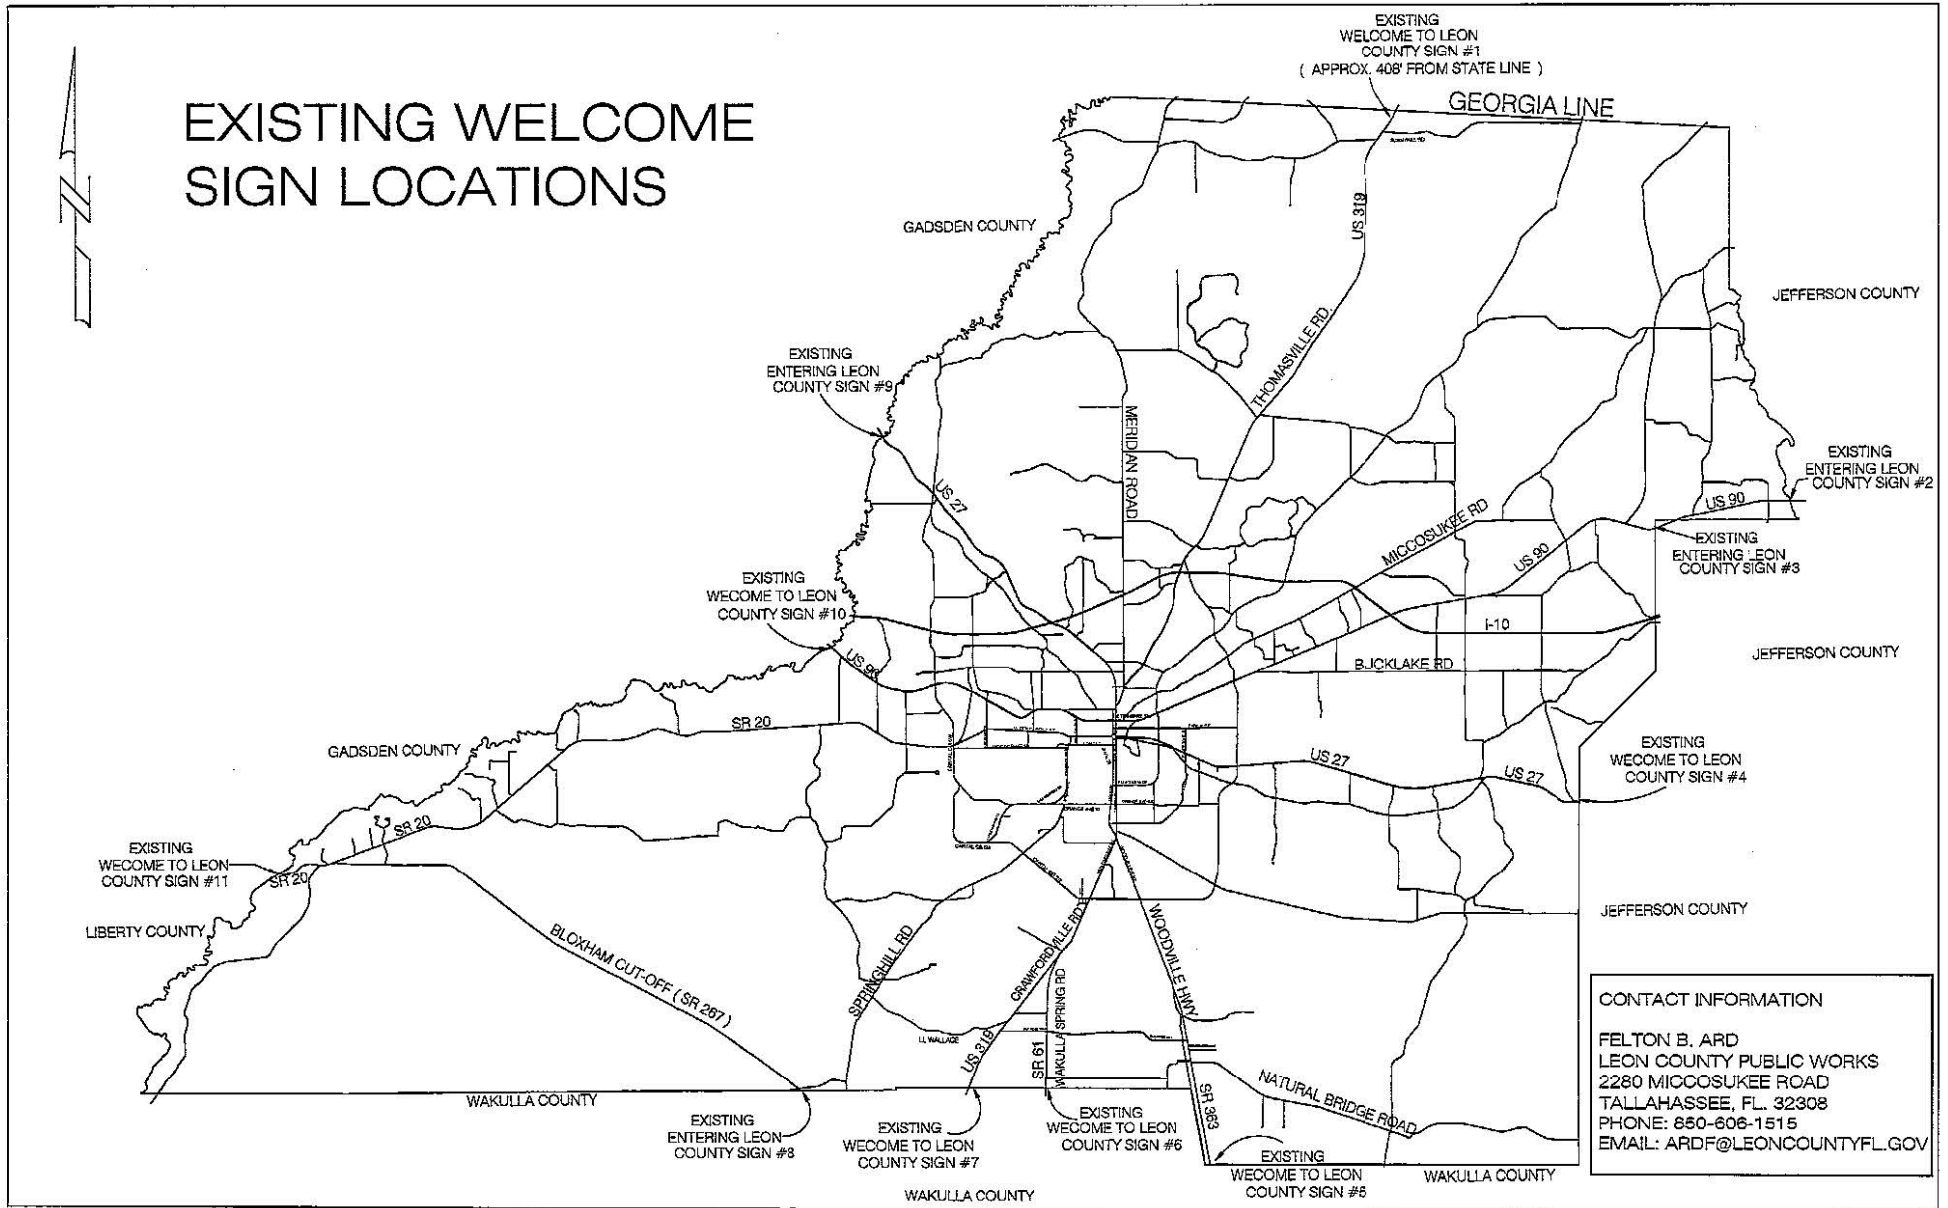 EXISTING WELCOME
SIGN LOCATIONS
EXISTING
WELCOME TO LEON
COUNTY SIGN #1
( APPROX. 408' FROM STATE LINE )
GEORGIA LINE
GADSDEN COUNTY
US 319
JEFFERSON COUNTY
THOMASVILLE RD.
EXISTING
ENTERING LEON
COUNTY SIGN #9
MERIDIAN ROAD
US 27
EXISTING
ENTERING LEON
COUNTY SIGN #2
US 90
MICCOSUKEE RD
US 90
EXISTING
ENTERING LEON
COUNTY SIGN #3
EXISTING
WECOME TO LEON
COUNTY SIGN #10
I-10
US 90
BUCKLAKE RD
JEFFERSON COUNTY
SR 20
GADSDEN COUNTY
US 27
US 27
EXISTING
WECOME TO LEON
COUNTY SIGN #4
SR 20
EXISTING
WECOME TO LEON
COUNTY SIGN #11
SR 20
LIBERTY COUNTY
BLOXHAM CUT-OFF ( SR 267 )
SPRINGHILL RD
CRAWFORDVILLE RD
WOODVILLE HWY
JEFFERSON COUNTY
LL WALLACE
US 319
SR 61
WAKULLA SPRING RD
SR 363
NATURAL BRIDGE ROAD
WAKULLA COUNTY
EXISTING
ENTERING LEON
COUNTY SIGN #8
EXISTING
WECOME TO LEON
COUNTY SIGN #7
EXISTING
WECOME TO LEON
COUNTY SIGN #6
EXISTING
WECOME TO LEON
COUNTY SIGN #5
WAKULLA COUNTY
WAKULLA COUNTY
CONTACT INFORMATION
FELTON B. ARD
LEON COUNTY PUBLIC WORKS
2280 MICCOSUKEE ROAD
TALLAHASSEE, FL. 32308
PHONE: 850-606-1515
EMAIL: ARDF@LEONCOUNTYFL.GOV